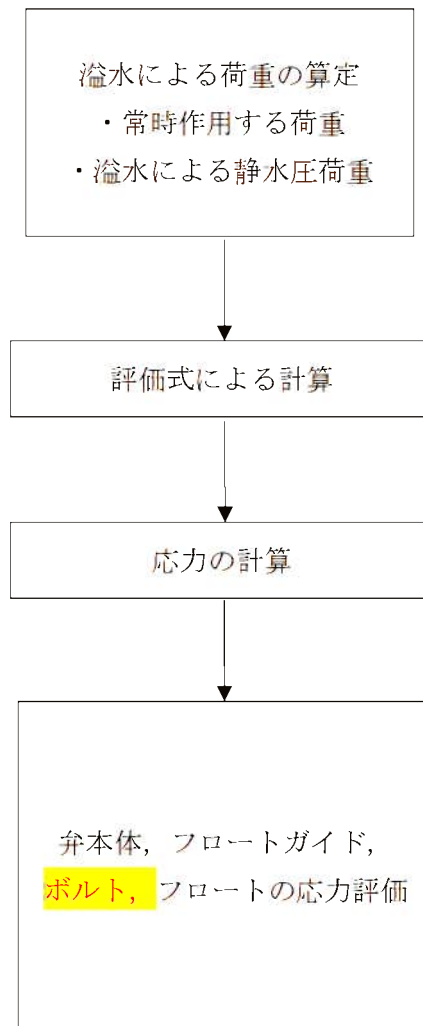 溢水による荷重の算定
・常時作用する荷重
・溢水による静水圧荷重
評価式による計算
応力の計算
弁本体，フロートガイド，
ボルト，フロートの応力評価